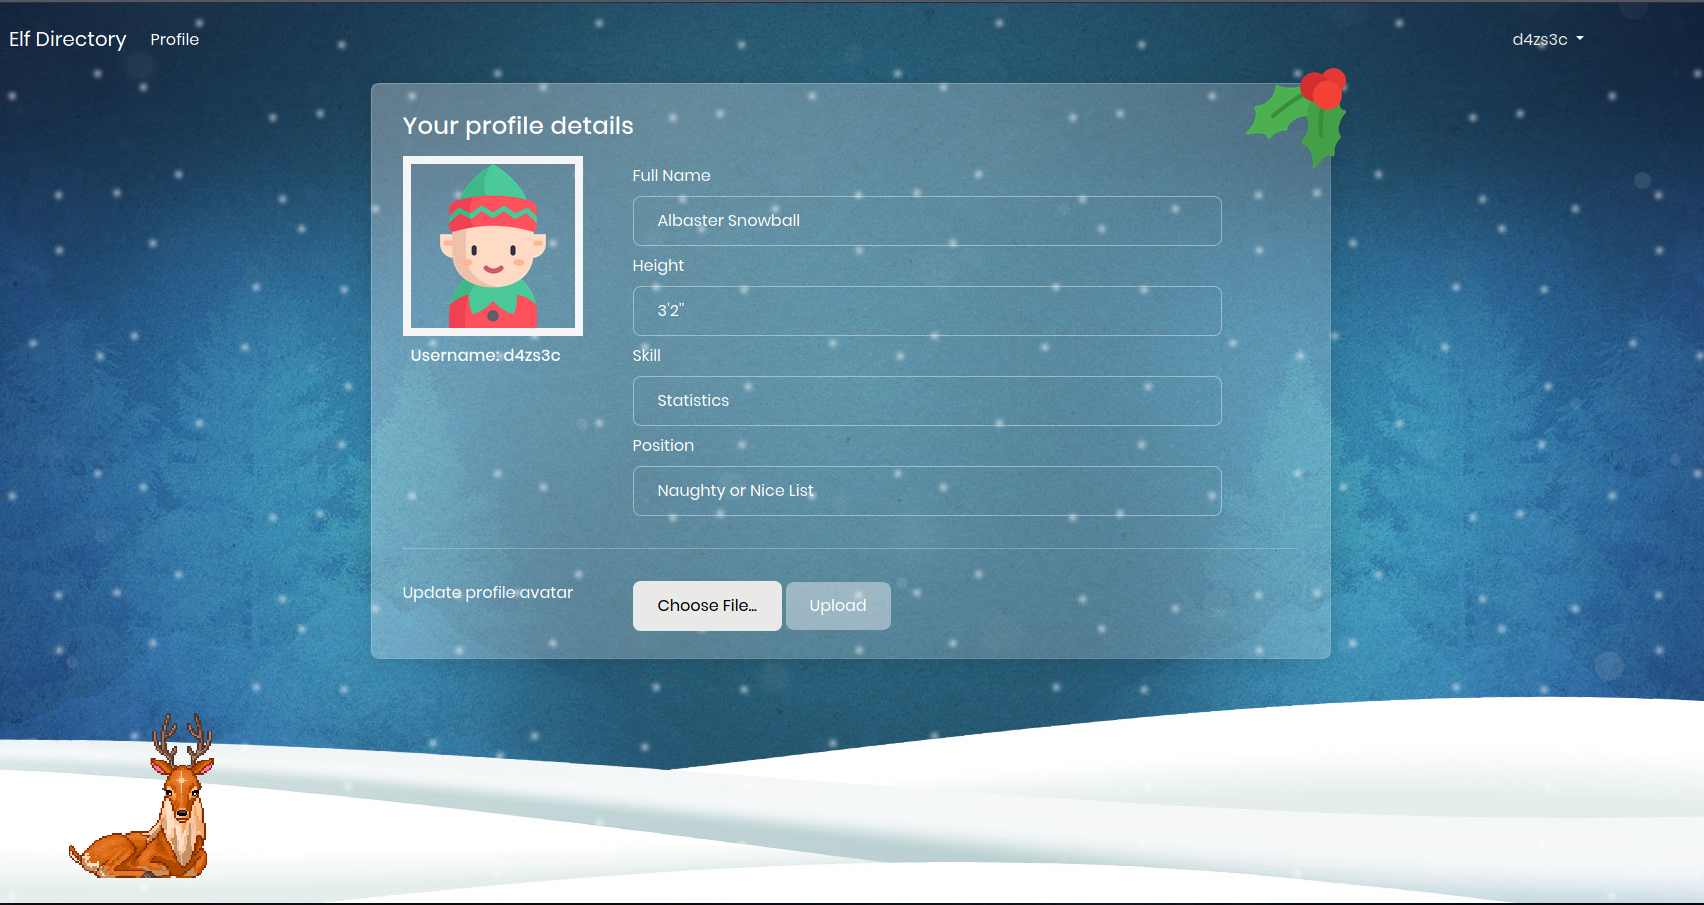 Elf Directory Profile d4zs3c
Your profile details
Full Name
Albaster Snowball
Height
3'2"
Username: d4zs3c
Skill
Statistics
Position
Naughty or Nice List
Update profile avatar Choose File... Upload